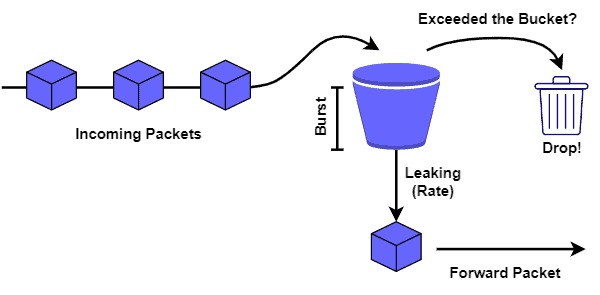 Exceeded the Bucket?
Incoming Packets
Burst
Drop!
Leaking
(Rate)
Forward Packet